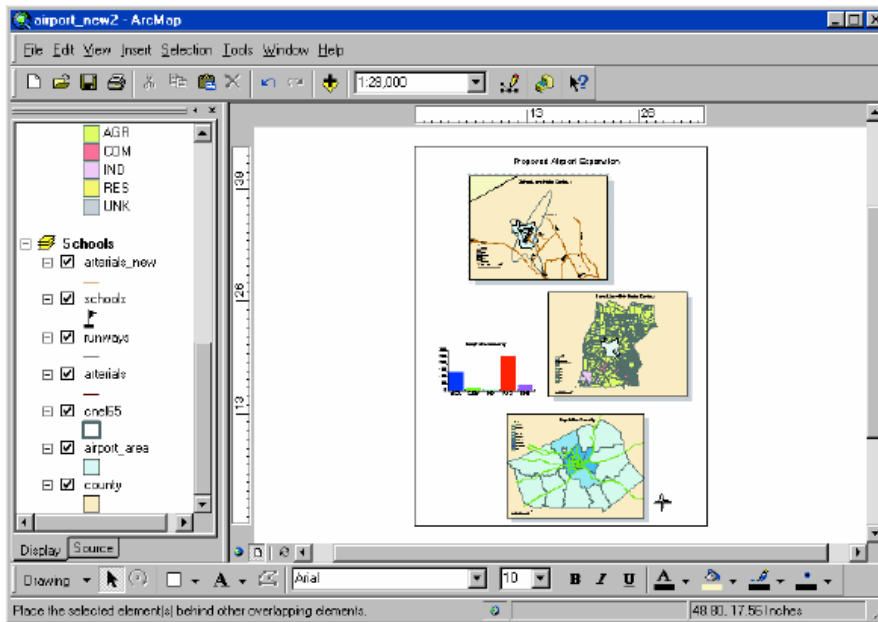 airport_new2 - ArcMap
File Edit View Insert Selection Tools Window Help
1:28,000
AGR
COM
IND
RES
UNK
Schools
arterials_new
schools
runways
arterials
cnel65
airport_area
county
Display Source
13 26
39
26
13
Proposed Airport Expansion
Drawing A Arial 10 B I U A
Place the selected element(s) behind other overlapping elements.
48.80, 17.56 Inches